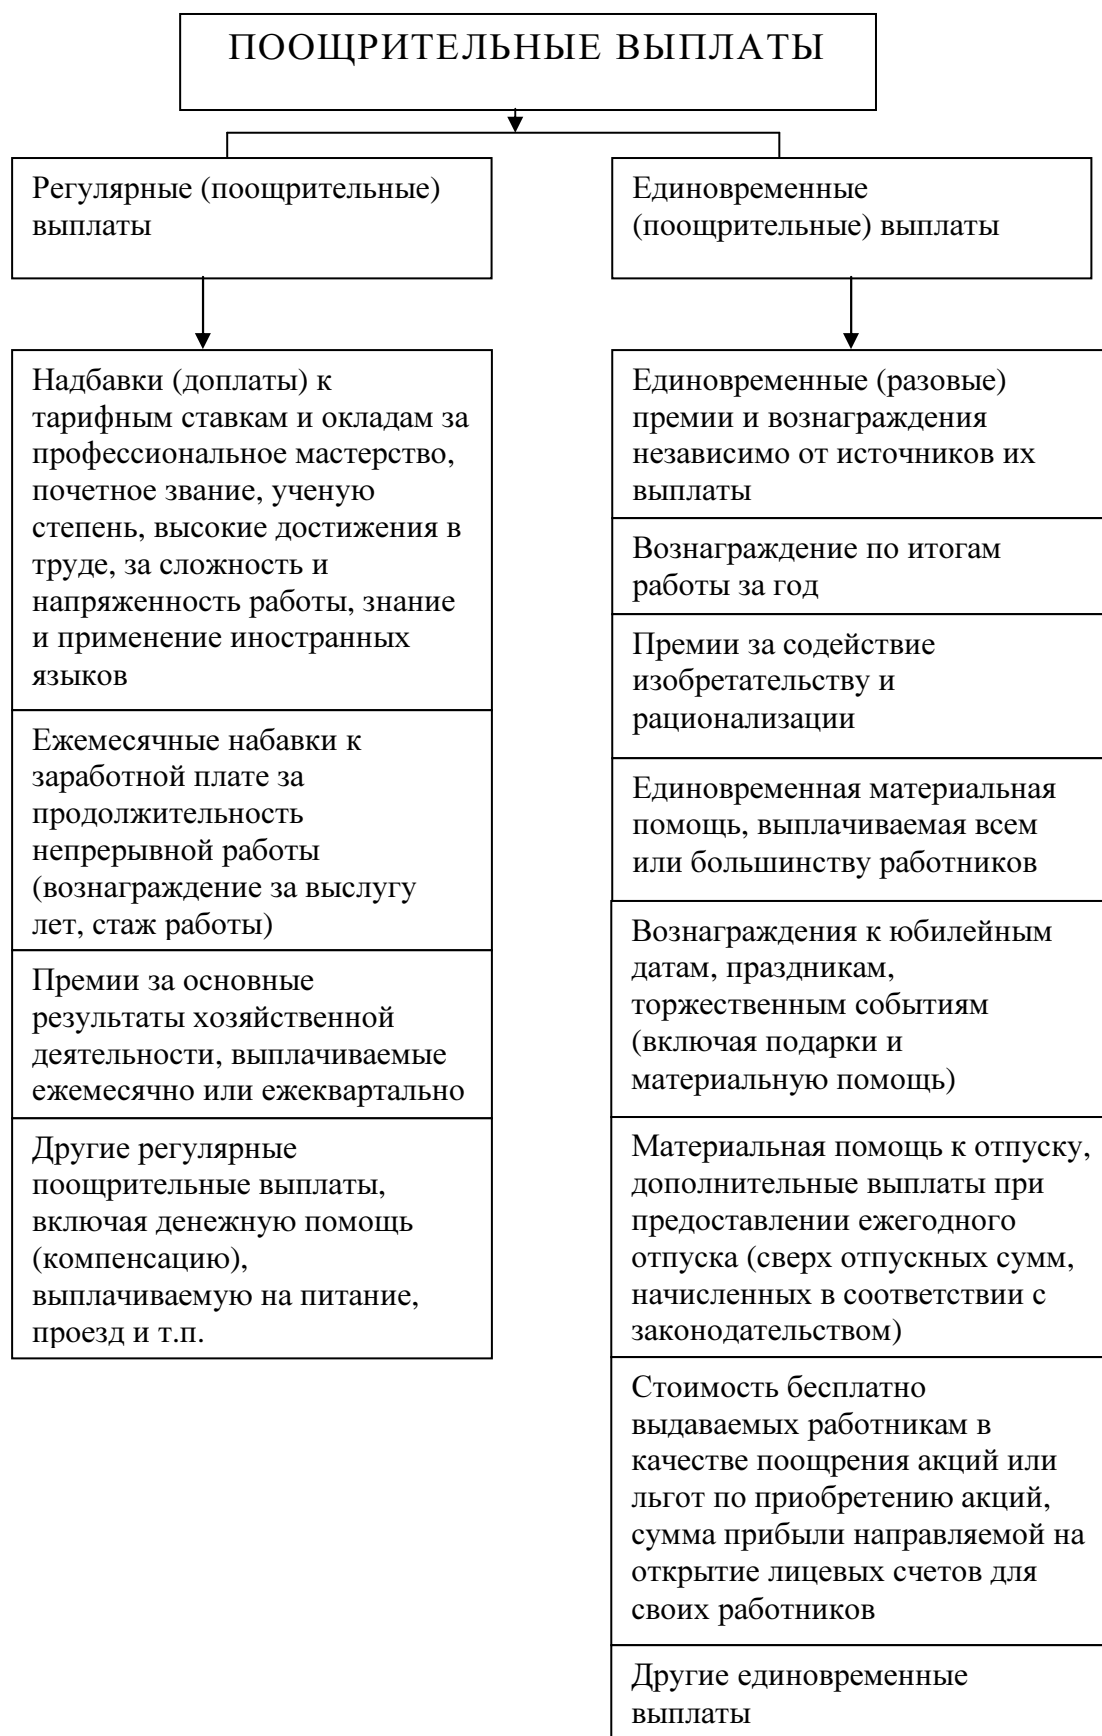 ПООЩРИТЕЛЬНЫЕ ВЫПЛАТЫ
Регулярные (поощрительные)
выплаты
Единовременные
(поощрительные) выплаты
Надбавки (доплаты) к
тарифным ставкам и окладам за
профессиональное мастерство,
почетное звание, ученую
степень, высокие достижения в
труде, за сложность и
напряженность работы, знание
и применение иностранных
языков
Ежемесячные набавки к
заработной плате за
продолжительность
непрерывной работы
(вознаграждение за выслугу
лет, стаж работы)
Премии за основные
результаты хозяйственной
деятельности, выплачиваемые
ежемесячно или ежеквартально
Другие регулярные
поощрительные выплаты,
включая денежную помощь
(компенсацию),
выплачиваемую на питание,
проезд и т.п.
Единовременные (разовые)
премии и вознаграждения
независимо от источников их
выплаты
Вознаграждение по итогам
работы за год
Премии за содействие
изобретательству и
рационализации
Единовременная материальная
помощь, выплачиваемая всем
или большинству работников
Вознаграждения к юбилейным
датам, праздникам,
торжественным событиям
(включая подарки и
материальную помощь)
Материальная помощь к отпуску,
дополнительные выплаты при
предоставлении ежегодного
отпуска (сверх отпускных сумм,
начисленных в соответствии с
законодательством)
Стоимость бесплатно
выдаваемых работникам в
качестве поощрения акций или
льгот по приобретению акций,
сумма прибыли направляемой на
открытие лицевых счетов для
своих работников
Другие единовременные
выплаты